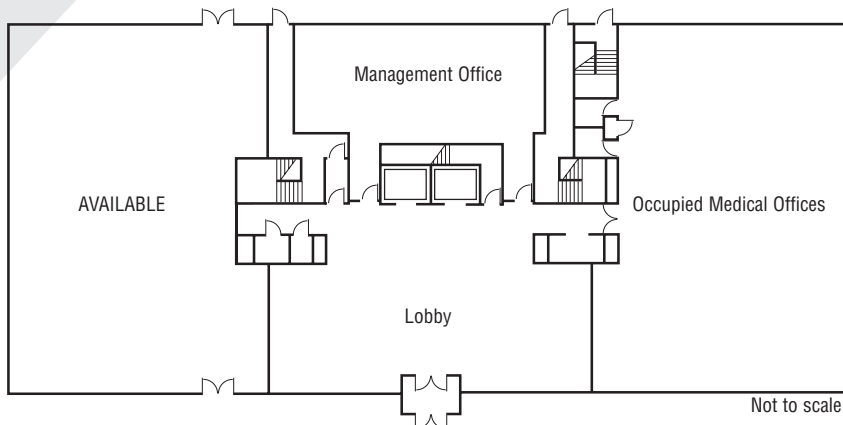 Management Office
AVAILABLE
Occupied Medical Offices
Lobby
Not to scale